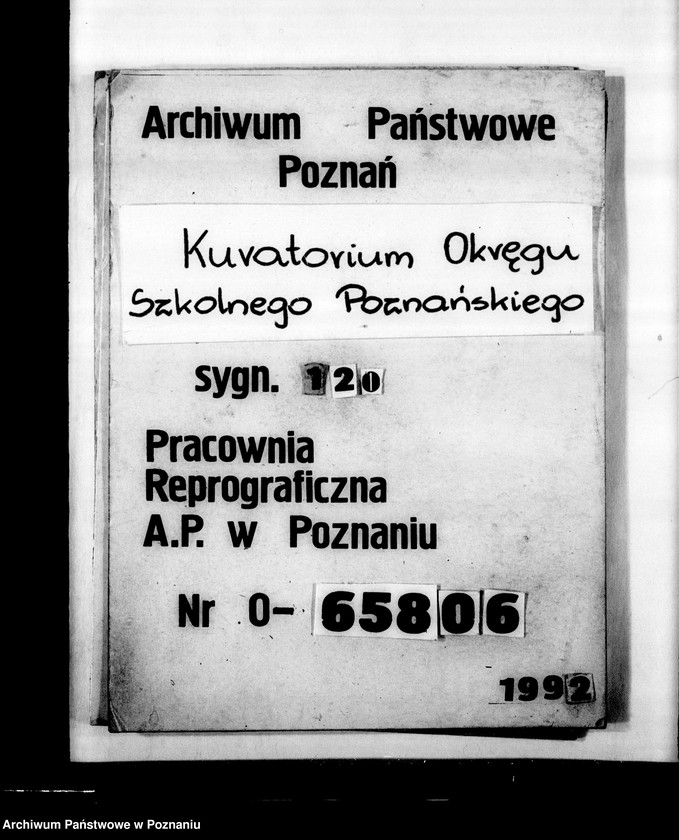 Archiwum Państwowe
Poznań
Kuratorium Okręgu
Szkolnego Poznańskiego
sygn. 120
Pracownia
Reprograficzna
A.P. w Poznaniu
Nr 0- 65806
1992
Archiwum Państwowe w Poznaniu